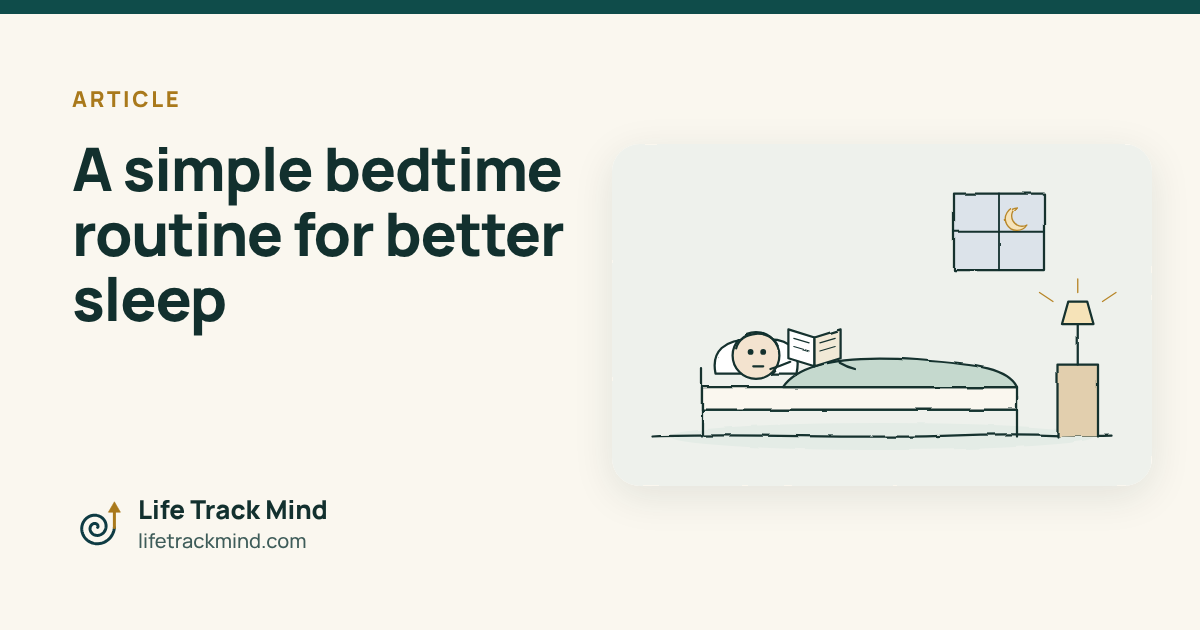 ARTICLE
A simple bedtime
routine for better
sleep
Life Track Mind
lifetrackmind.com